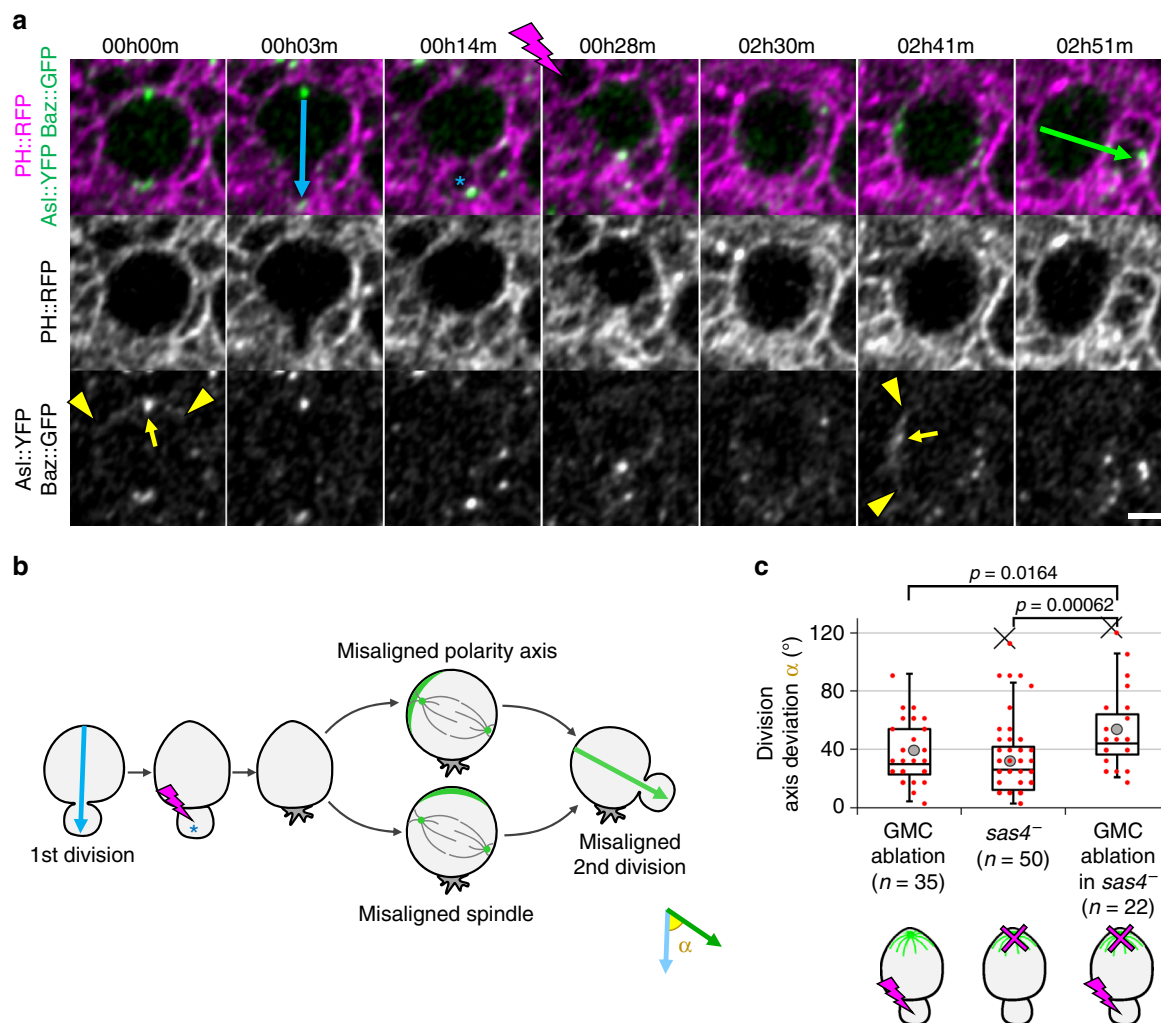 a
00h00m 00h03m 00h14m 00h28m 02h30m 02h41m 02h51m
PH::RFP
Asl::YFP Baz::GFP
*
PH::RFP
Asl::YFP
Baz::GFP
b
Misaligned polarity axis
*
1st division
Misaligned
2nd division
Misaligned spindle
α
c
p = 0.0164
p = 0.00062
Division
axis deviation α (°)
120
80
40
0
GMC
ablation
(n = 35)
sas4⁻
(n = 50)
GMC
ablation
in sas4⁻
(n = 22)